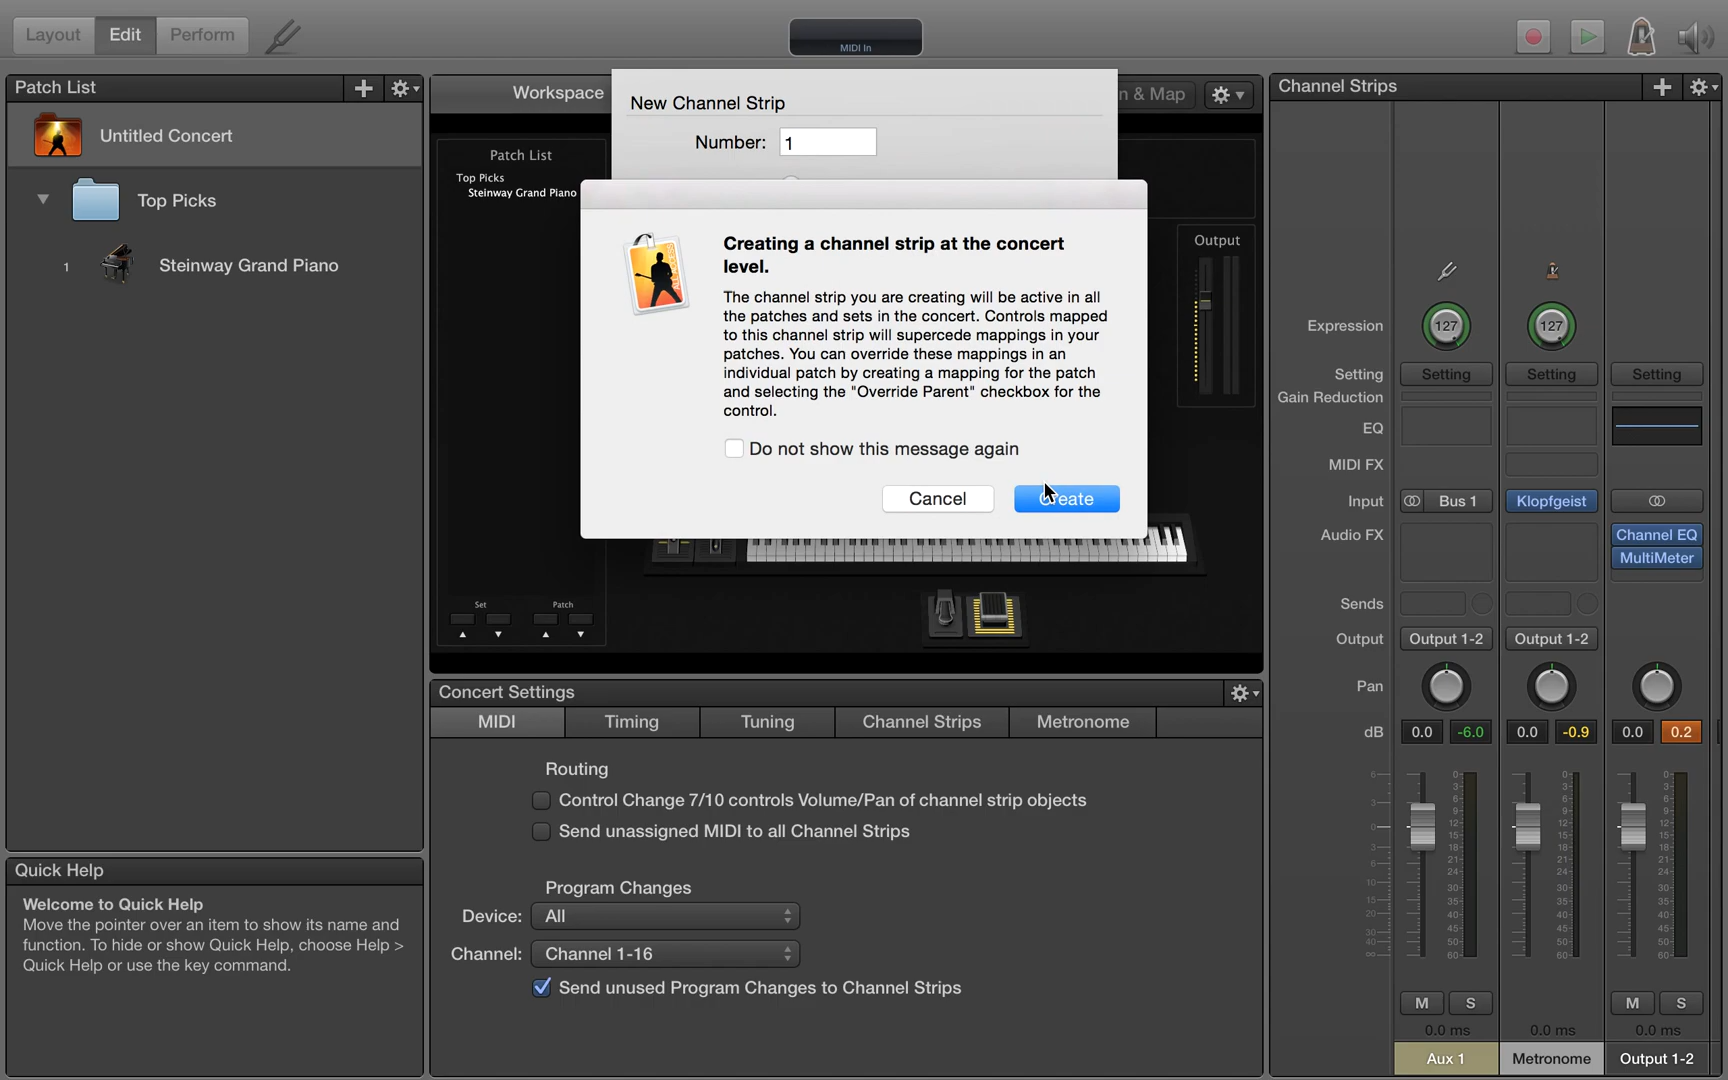 Layout Edit Perform
MIDI In
Patch List
Untitled Concert
Top Picks
1 Steinway Grand Piano
Quick Help
Welcome to Quick Help
Move the pointer over an item to show its name and
function. To hide or show Quick Help, choose Help >
Quick Help or use the key command.
Workspace
n & Map
Patch List
Top Picks
Steinway Grand Piano
Set Patch
Output
New Channel Strip
Number: 1
Creating a channel strip at the concert
level.
The channel strip you are creating will be active in all
the patches and sets in the concert. Controls mapped
to this channel strip will supercede mappings in your
patches. You can override these mappings in an
individual patch by creating a mapping for the patch
and selecting the "Override Parent" checkbox for the
control.
Do not show this message again
Cancel Create
Concert Settings
MIDI Timing Tuning Channel Strips Metronome
Routing
Control Change 7/10 controls Volume/Pan of channel strip objects
Send unassigned MIDI to all Channel Strips
Program Changes
Device: All
Channel: Channel 1-16
Send unused Program Changes to Channel Strips
Channel Strips
Expression 127 127
Setting Setting Setting Setting
Gain Reduction
EQ
MIDI FX
Input Bus 1 Klopfgeist
Audio FX Channel EQ
MultiMeter
Sends
Output Output 1-2 Output 1-2
Pan
dB 0.0 -6.0 0.0 -0.9 0.0 0.2
M S M S
0.0 ms 0.0 ms 0.0 ms
Aux 1 Metronome Output 1-2